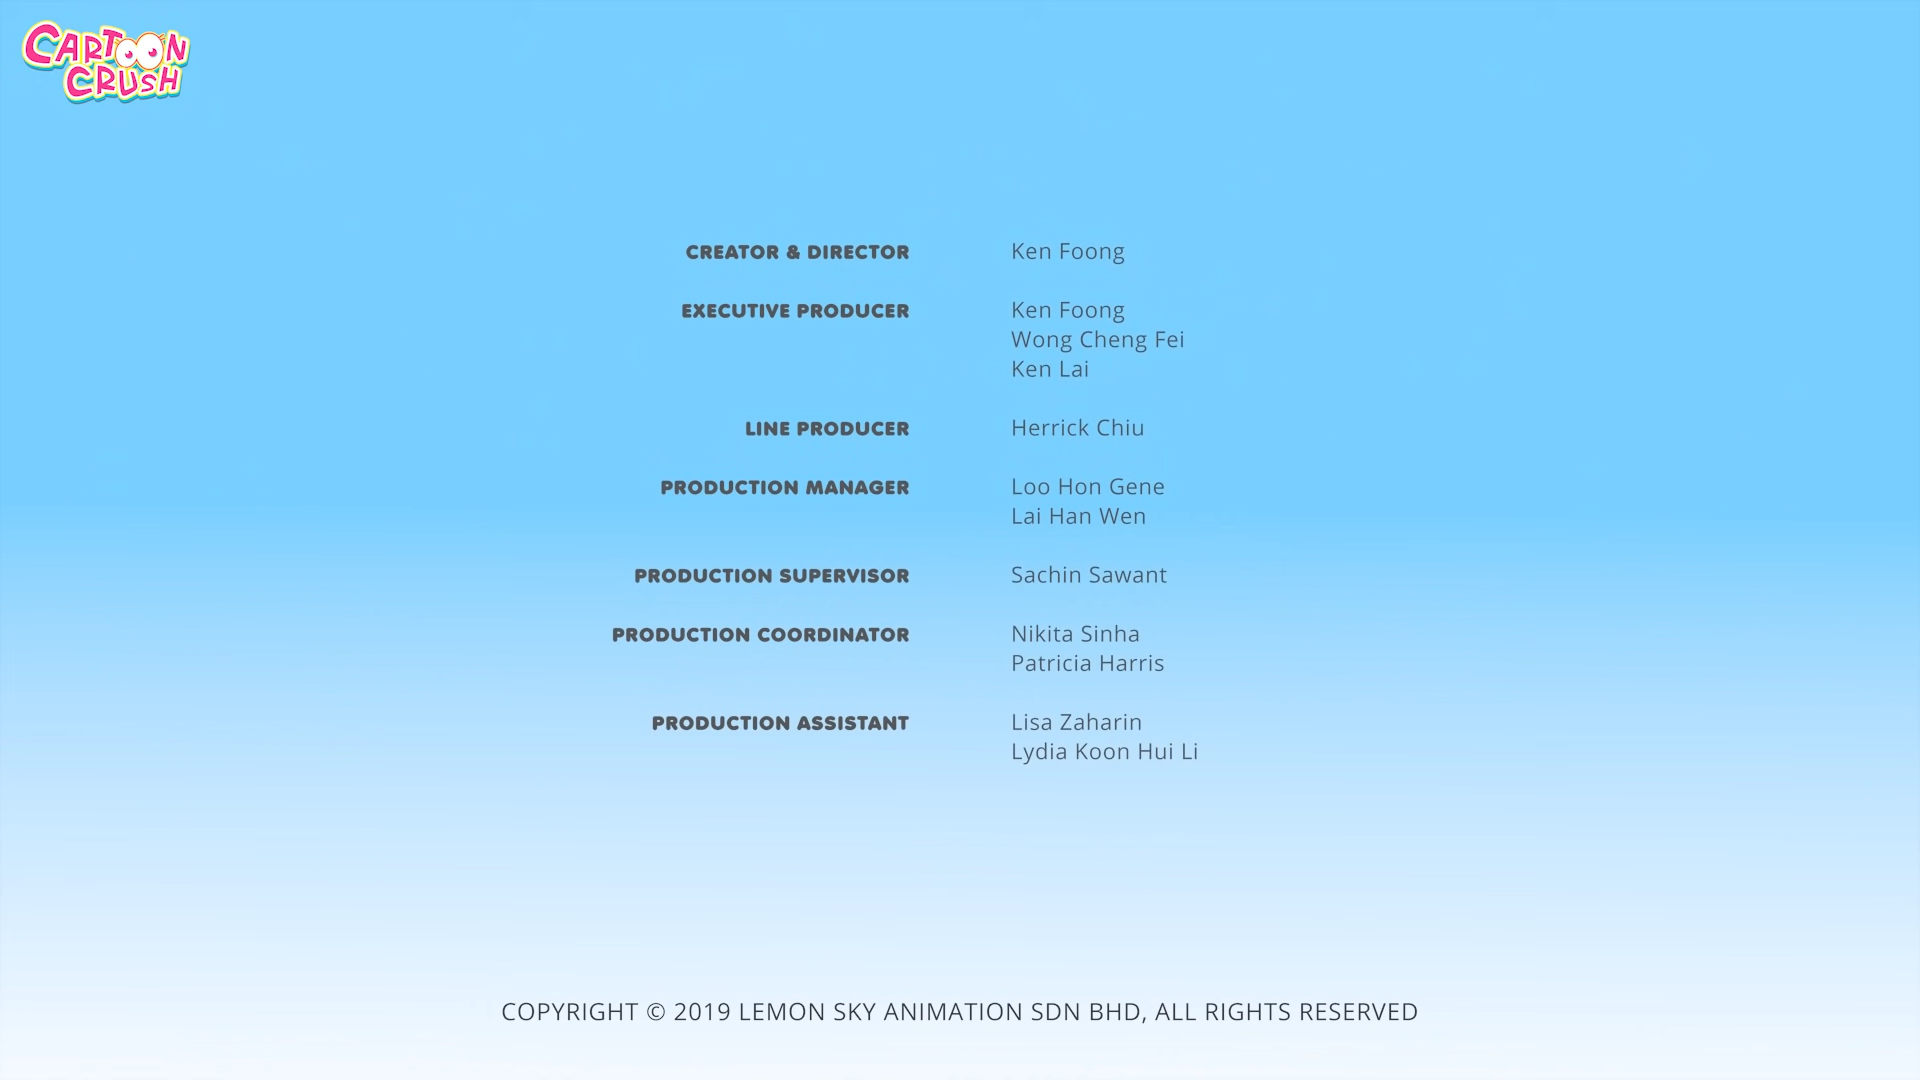 CARTOON
CRUSH
CREATOR & DIRECTOR Ken Foong
EXECUTIVE PRODUCER Ken Foong
Wong Cheng Fei
Ken Lai
LINE PRODUCER Herrick Chiu
PRODUCTION MANAGER Loo Hon Gene
Lai Han Wen
PRODUCTION SUPERVISOR Sachin Sawant
PRODUCTION COORDINATOR Nikita Sinha
Patricia Harris
PRODUCTION ASSISTANT Lisa Zaharin
Lydia Koon Hui Li
COPYRIGHT © 2019 LEMON SKY ANIMATION SDN BHD, ALL RIGHTS RESERVED